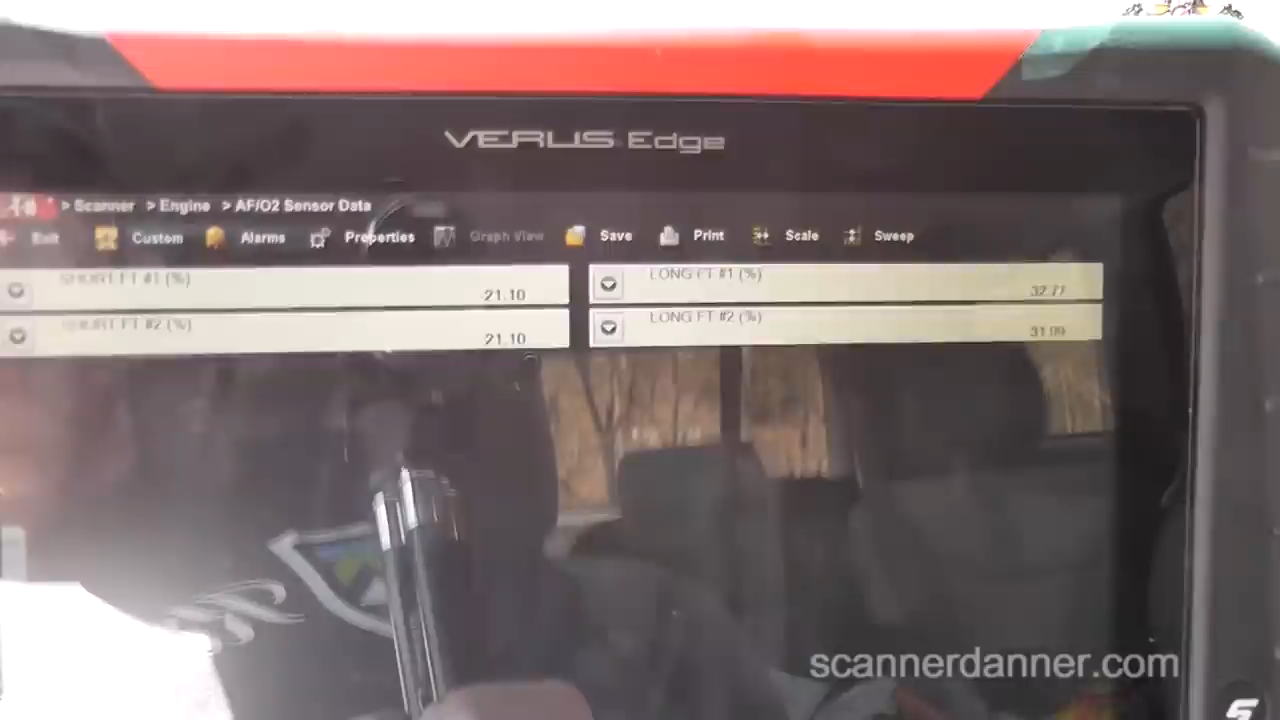 VERUS Edge
> Scanner > Engine > AF/O2 Sensor Data
Exit Custom Alarms Properties Graph View Save Print Scale Sweep
SHORT FT #1 (%) 21.10 LONG FT #1 (%) 32.77
SHORT FT #2 (%) 21.10 LONG FT #2 (%) 31.99
scannerdanner.com